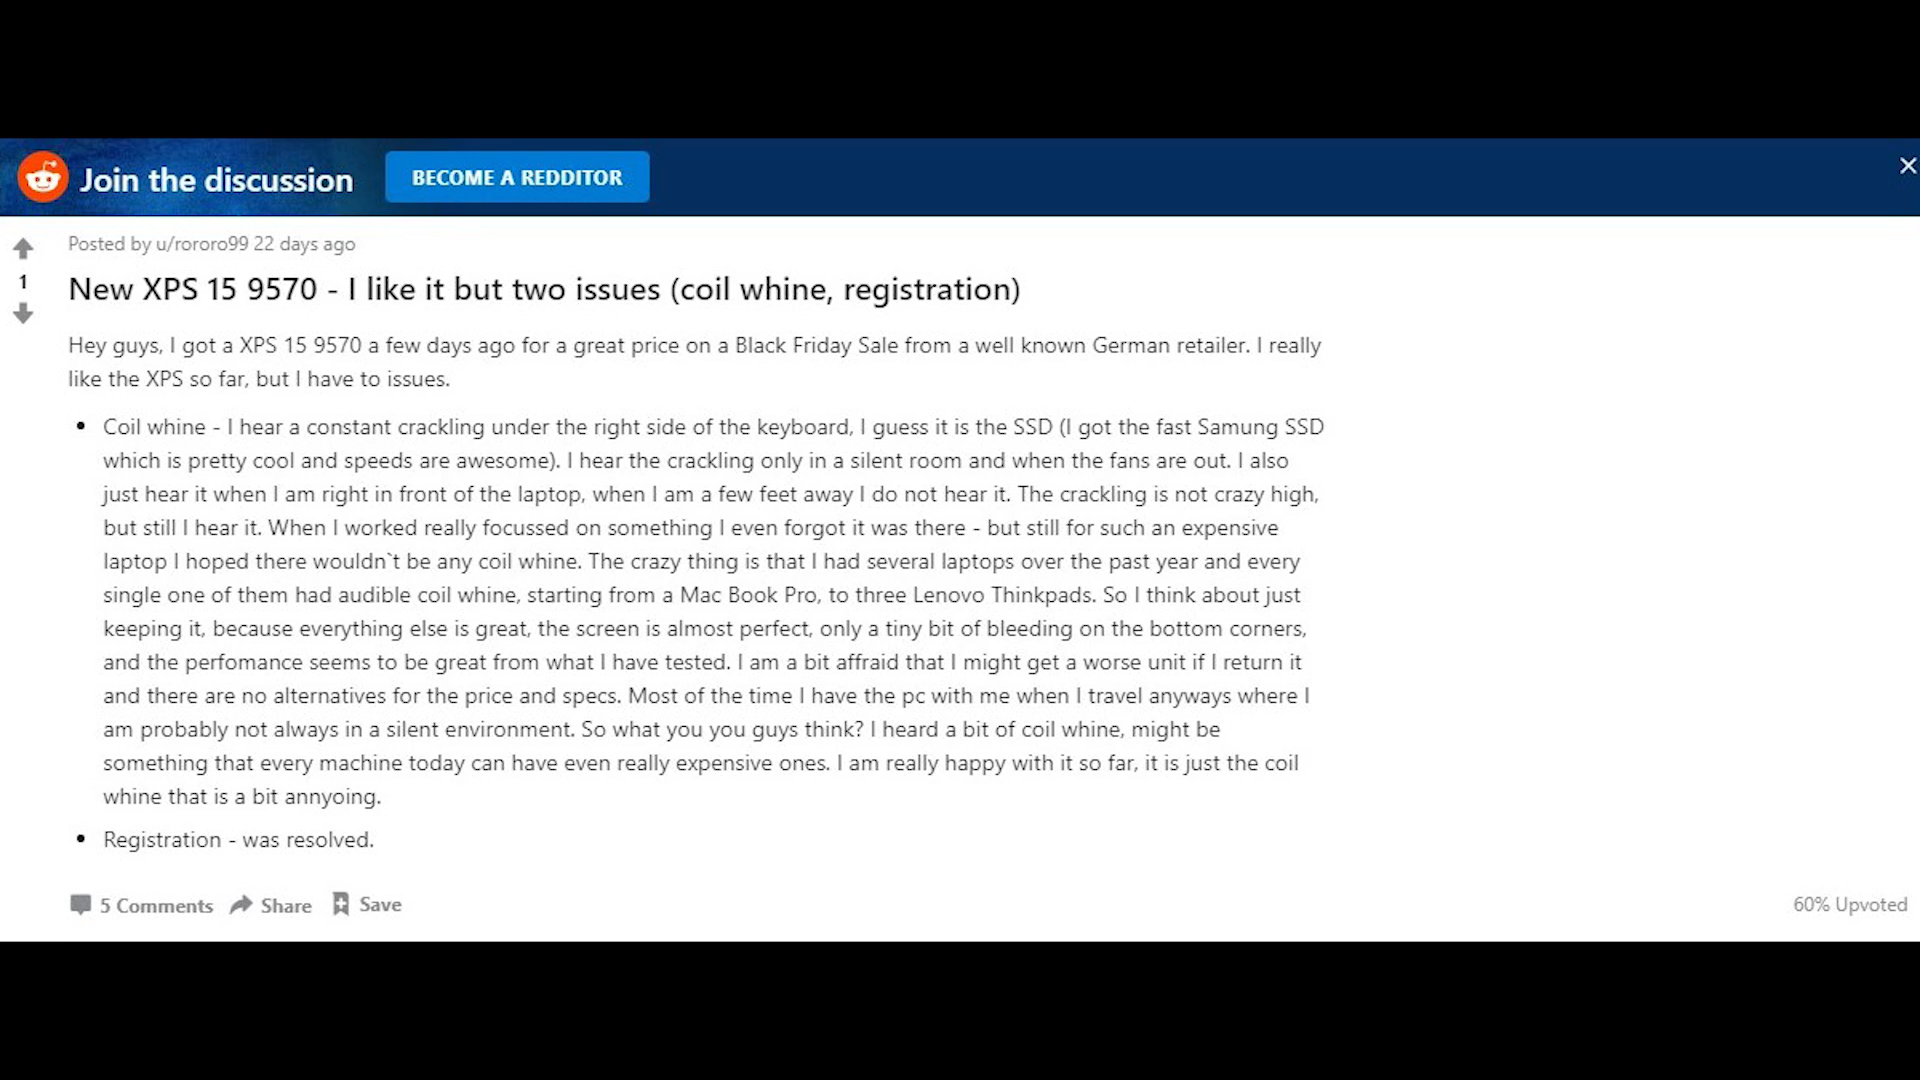 Join the discussion
BECOME A REDDITOR
Posted by u/rororo99 22 days ago
1
New XPS 15 9570 - I like it but two issues (coil whine, registration)
Hey guys, I got a XPS 15 9570 a few days ago for a great price on a Black Friday Sale from a well known German retailer. I really
like the XPS so far, but I have to issues.
Coil whine - I hear a constant crackling under the right side of the keyboard, I guess it is the SSD (I got the fast Samung SSD
which is pretty cool and speeds are awesome). I hear the crackling only in a silent room and when the fans are out. I also
just hear it when I am right in front of the laptop, when I am a few feet away I do not hear it. The crackling is not crazy high,
but still I hear it. When I worked really focussed on something I even forgot it was there - but still for such an expensive
laptop I hoped there wouldn`t be any coil whine. The crazy thing is that I had several laptops over the past year and every
single one of them had audible coil whine, starting from a Mac Book Pro, to three Lenovo Thinkpads. So I think about just
keeping it, because everything else is great, the screen is almost perfect, only a tiny bit of bleeding on the bottom corners,
and the perfomance seems to be great from what I have tested. I am a bit affraid that I might get a worse unit if I return it
and there are no alternatives for the price and specs. Most of the time I have the pc with me when I travel anyways where I
am probably not always in a silent environment. So what you you guys think? I heard a bit of coil whine, might be
something that every machine today can have even really expensive ones. I am really happy with it so far, it is just the coil
whine that is a bit annyoing.
Registration - was resolved.
5 Comments Share Save
60% Upvoted